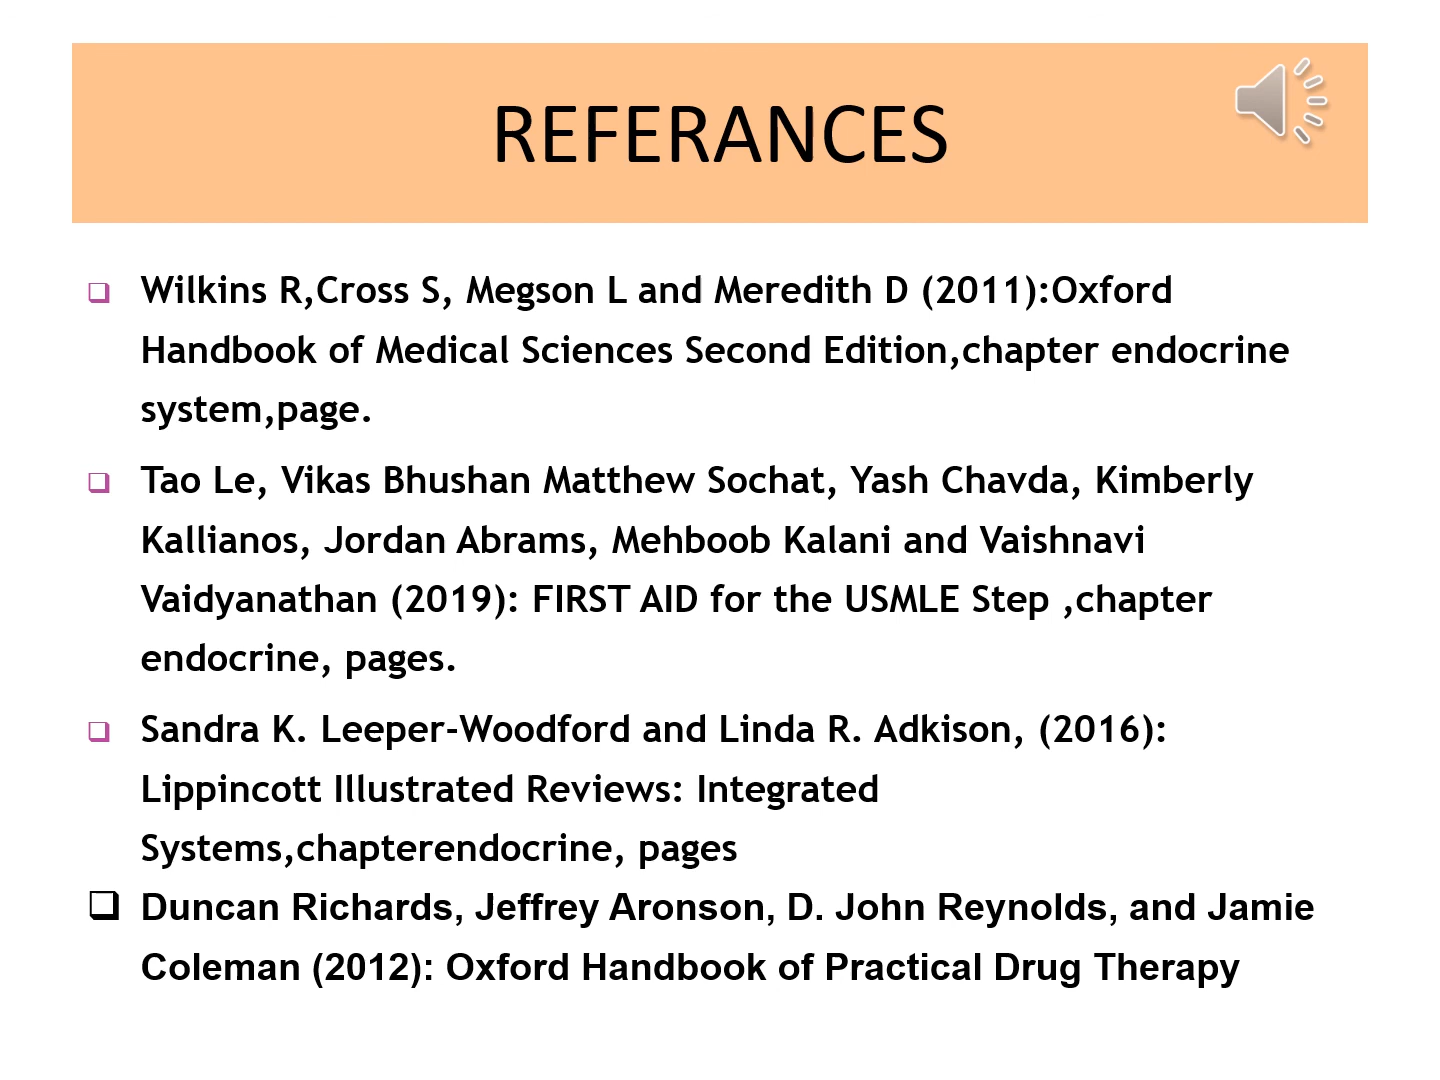 REFERANCES
Wilkins R,Cross S, Megson L and Meredith D (2011):Oxford
Handbook of Medical Sciences Second Edition,chapter endocrine
system,page.
Tao Le, Vikas Bhushan Matthew Sochat, Yash Chavda, Kimberly
Kallianos, Jordan Abrams, Mehboob Kalani and Vaishnavi
Vaidyanathan (2019): FIRST AID for the USMLE Step ,chapter
endocrine, pages.
Sandra K. Leeper-Woodford and Linda R. Adkison, (2016):
Lippincott Illustrated Reviews: Integrated
Systems,chapterendocrine, pages
Duncan Richards, Jeffrey Aronson, D. John Reynolds, and Jamie
Coleman (2012): Oxford Handbook of Practical Drug Therapy